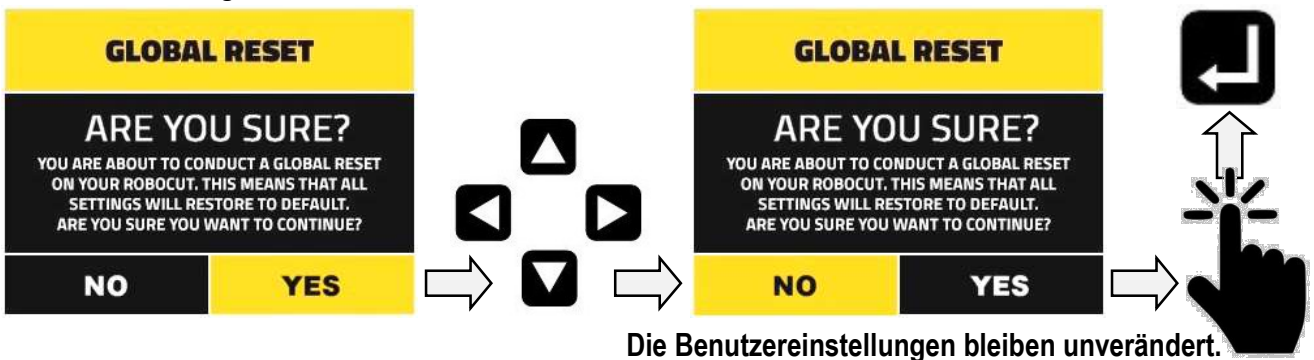 GLOBAL RESET
ARE YOU SURE?
YOU ARE ABOUT TO CONDUCT A GLOBAL RESET
ON YOUR ROBOCUT. THIS MEANS THAT ALL
SETTINGS WILL RESTORE TO DEFAULT.
ARE YOU SURE YOU WANT TO CONTINUE?
NO YES
GLOBAL RESET
ARE YOU SURE?
YOU ARE ABOUT TO CONDUCT A GLOBAL RESET
ON YOUR ROBOCUT. THIS MEANS THAT ALL
SETTINGS WILL RESTORE TO DEFAULT.
ARE YOU SURE YOU WANT TO CONTINUE?
NO YES
Die Benutzereinstellungen bleiben unverändert.